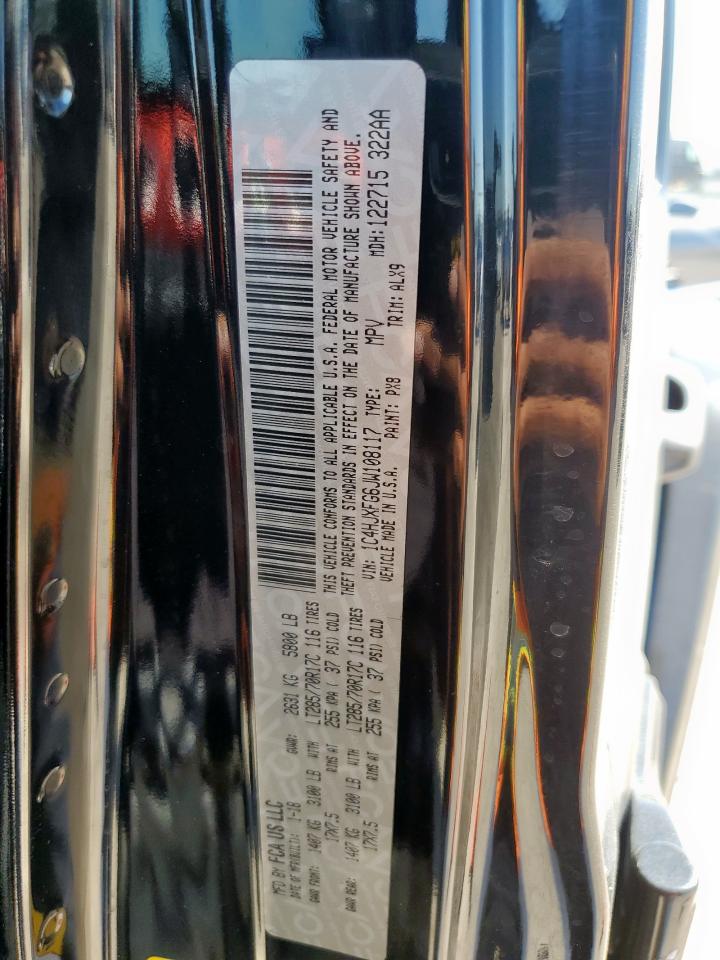 MFD BY FCA US LLC
DATE OF MFR 1-18 GVWR: 2631 KG 5800 LB
GAWR FRONT: 1407 KG 3100 LB WITH LT285/70R17C 116 TIRES
17X7.5 RIMS AT 255 KPA ( 37 PSI) COLD
GAWR REAR: 1407 KG 3100 LB WITH LT285/70R17C 116 TIRES
17X7.5 RIMS AT 255 KPA ( 37 PSI) COLD
THIS VEHICLE CONFORMS TO ALL APPLICABLE U.S.A. FEDERAL MOTOR VEHICLE SAFETY AND
THEFT PREVENTION STANDARDS IN EFFECT ON THE DATE OF MANUFACTURE SHOWN ABOVE.
VIN: 1C4HJXFG6JW108117 TYPE: MPV MDH: 122715 322AA
VEHICLE MADE IN U.S.A. PAINT: PX8 TRIM: ALX9